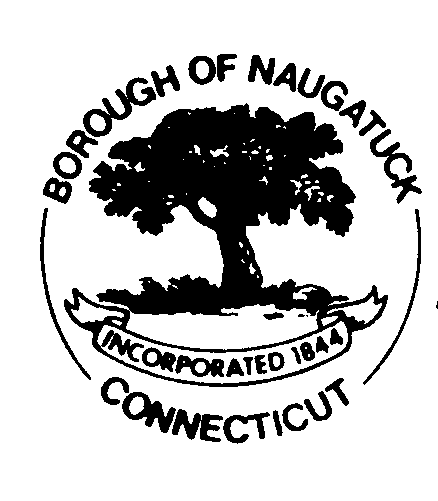 BOROUGH OF NAUGATUCK
INCORPORATED 1844
CONNECTICUT